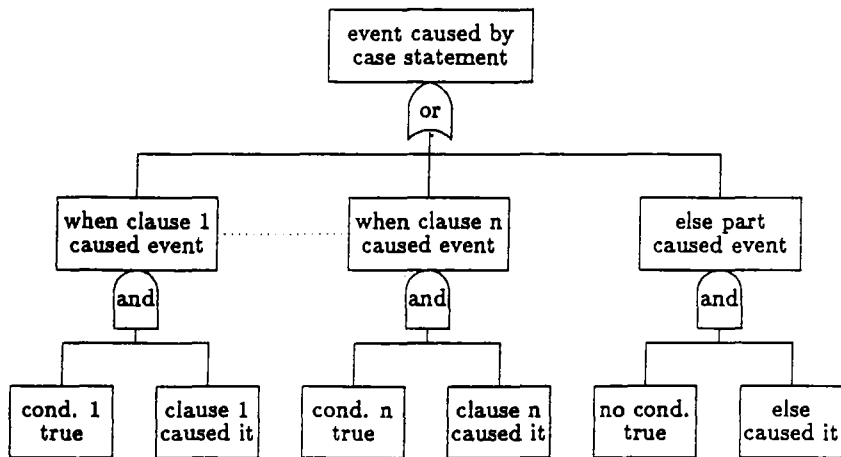 event caused by
case statement
or
when clause 1
caused event
when clause n
caused event
else part
caused event
and
and
and
cond. 1
true
clause 1
caused it
cond. n
true
clause n
caused it
no cond.
true
else
caused it